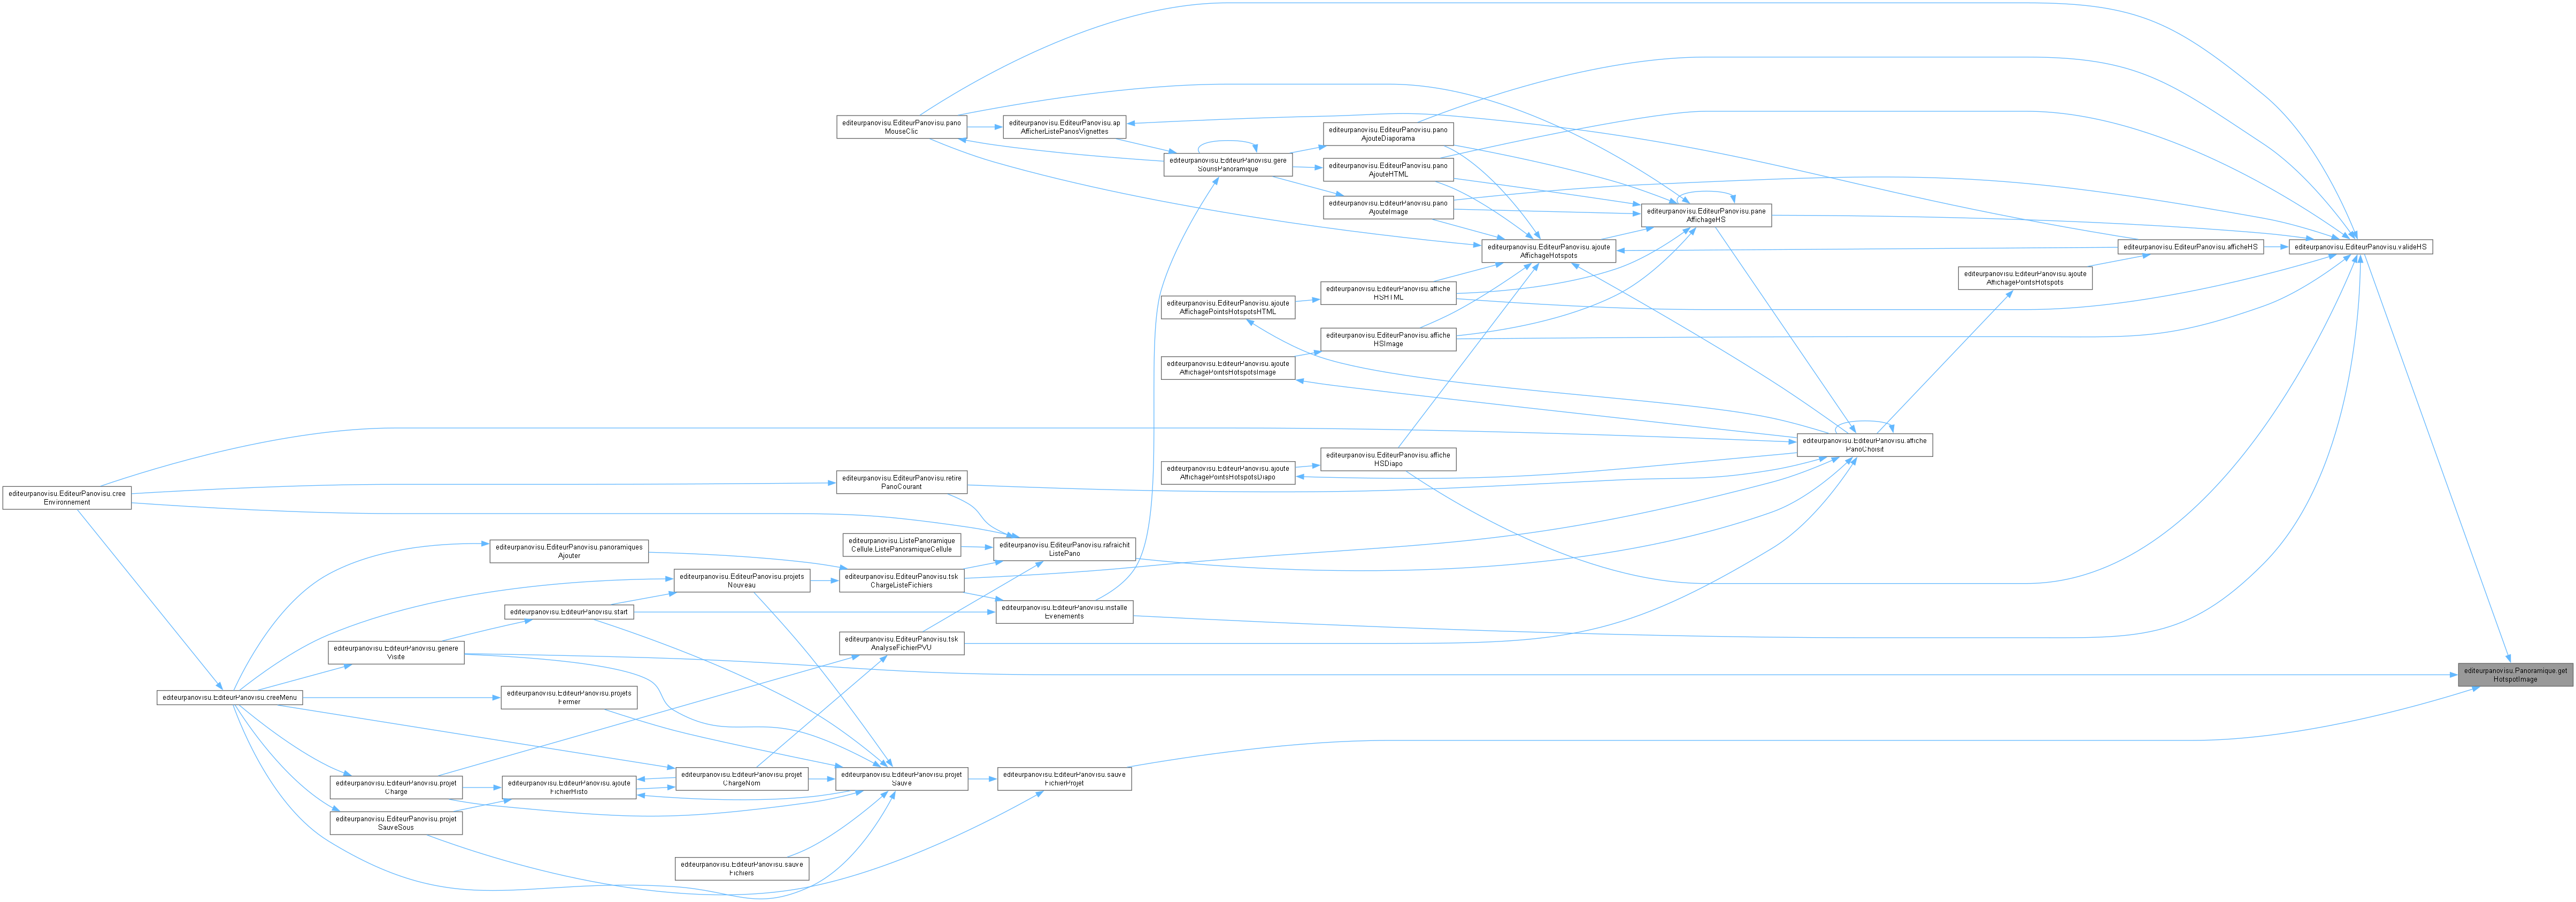 editeurpanovisu.EditeurPanovisu.pano
MouseClic
editeurpanovisu.EditeurPanovisu.ap
AfficherListePanosVignettes
editeurpanovisu.EditeurPanovisu.pano
AjouteDiaporama
editeurpanovisu.EditeurPanovisu.gere
SourisPanoramique
editeurpanovisu.EditeurPanovisu.pano
AjouteHTML
editeurpanovisu.EditeurPanovisu.pano
AjouteImage
editeurpanovisu.EditeurPanovisu.pane
AffichageHS
editeurpanovisu.EditeurPanovisu.ajoute
AffichageHotspots
editeurpanovisu.EditeurPanovisu.afficheHS
editeurpanovisu.EditeurPanovisu.valideHS
editeurpanovisu.EditeurPanovisu.ajoute
AffichagePointsHotspots
editeurpanovisu.EditeurPanovisu.affiche
HSHTML
editeurpanovisu.EditeurPanovisu.ajoute
AffichagePointsHotspotsHTML
editeurpanovisu.EditeurPanovisu.affiche
HSImage
editeurpanovisu.EditeurPanovisu.ajoute
AffichagePointsHotspotsImage
editeurpanovisu.EditeurPanovisu.affiche
PanoChoisit
editeurpanovisu.EditeurPanovisu.affiche
HSDiapo
editeurpanovisu.EditeurPanovisu.ajoute
AffichagePointsHotspotsDiapo
editeurpanovisu.EditeurPanovisu.retire
PanoCourant
editeurpanovisu.EditeurPanovisu.cree
Environnement
editeurpanovisu.ListePanoramique
Cellule.ListePanoramiqueCellule
editeurpanovisu.EditeurPanovisu.rafraichit
ListePano
editeurpanovisu.EditeurPanovisu.panoramiques
Ajouter
editeurpanovisu.EditeurPanovisu.projets
Nouveau
editeurpanovisu.EditeurPanovisu.tsk
ChargeListeFichiers
editeurpanovisu.EditeurPanovisu.start
editeurpanovisu.EditeurPanovisu.installe
Evenements
editeurpanovisu.EditeurPanovisu.genere
Visite
editeurpanovisu.EditeurPanovisu.tsk
AnalyseFichierPVU
editeurpanovisu.Panoramique.get
HotspotImage
editeurpanovisu.EditeurPanovisu.creeMenu
editeurpanovisu.EditeurPanovisu.projets
Fermer
editeurpanovisu.EditeurPanovisu.projet
Charge
editeurpanovisu.EditeurPanovisu.ajoute
FichierHisto
editeurpanovisu.EditeurPanovisu.projet
ChargeNom
editeurpanovisu.EditeurPanovisu.projet
Sauve
editeurpanovisu.EditeurPanovisu.sauve
FichierProjet
editeurpanovisu.EditeurPanovisu.projet
SauveSous
editeurpanovisu.EditeurPanovisu.sauve
Fichiers